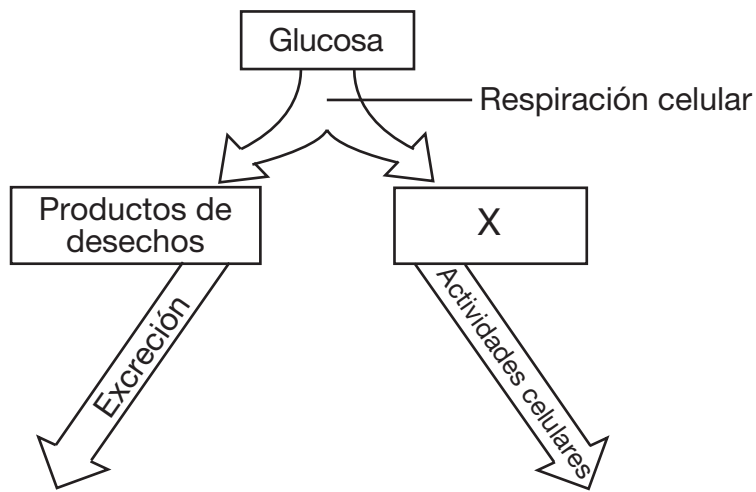 Glucosa
Respiración celular
Productos de
desechos
X
Excreción
Actividades celulares